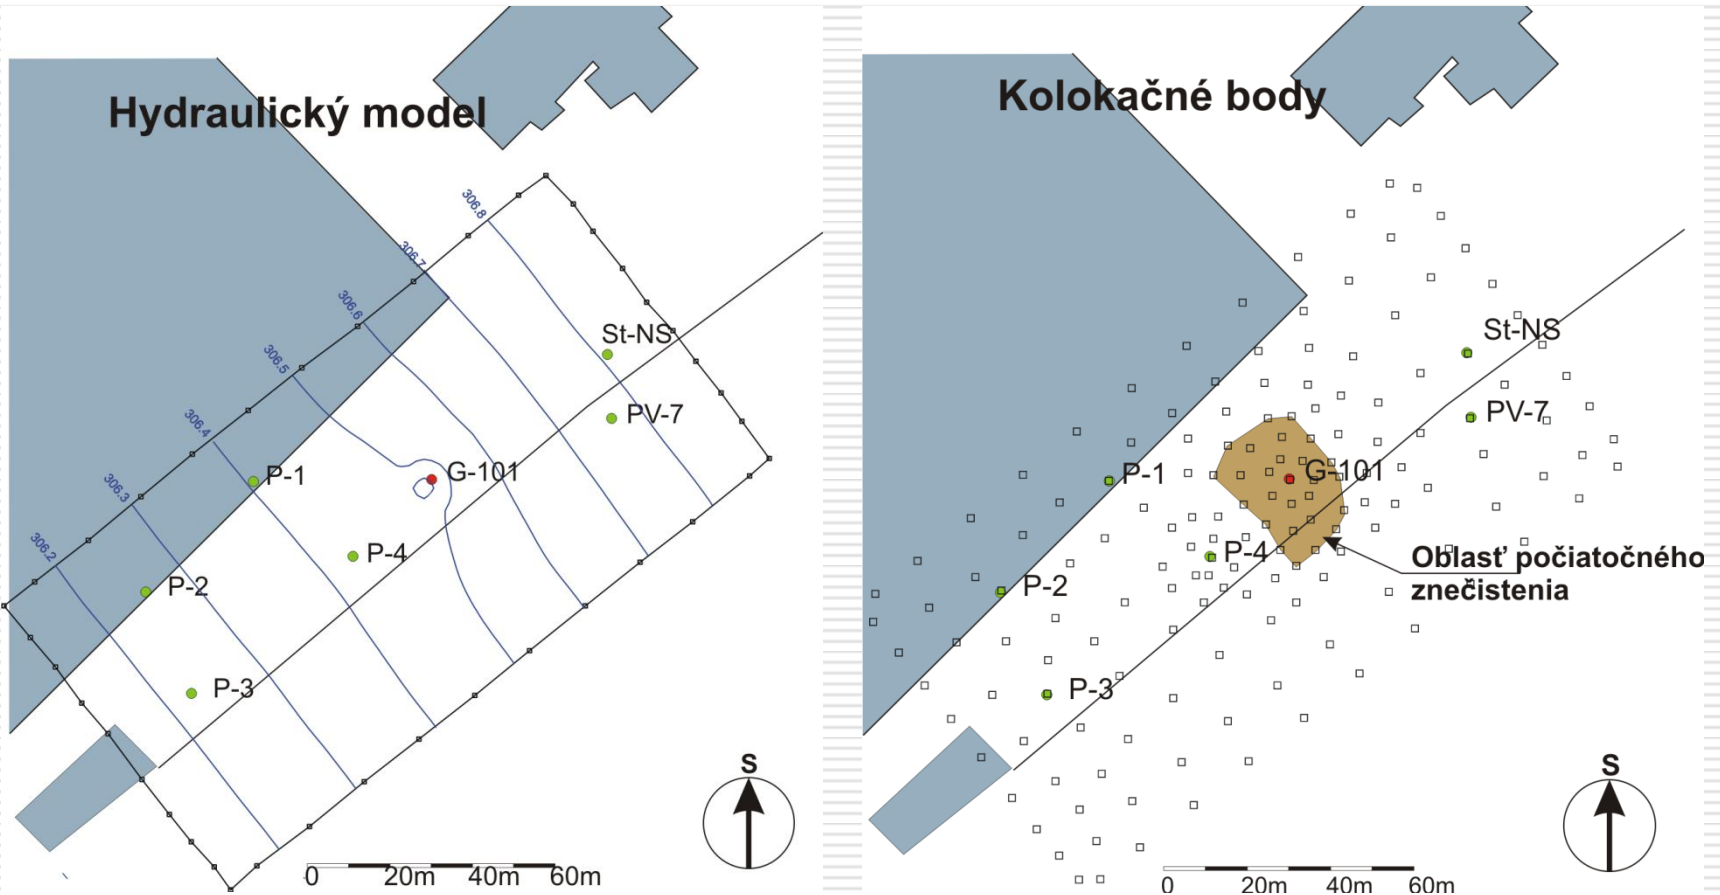 Hydraulický model
306.8
306.7
306.6
306.5
306.4
306.3
306.2
St-NS
PV-7
G-101
P-1
P-4
P-2
P-3
S
0 20m 40m 60m
Kolokačné body
St-NS
PV-7
G-101
P-1
P-4
Oblasť počiatočného
znečistenia
P-2
P-3
S
0 20m 40m 60m